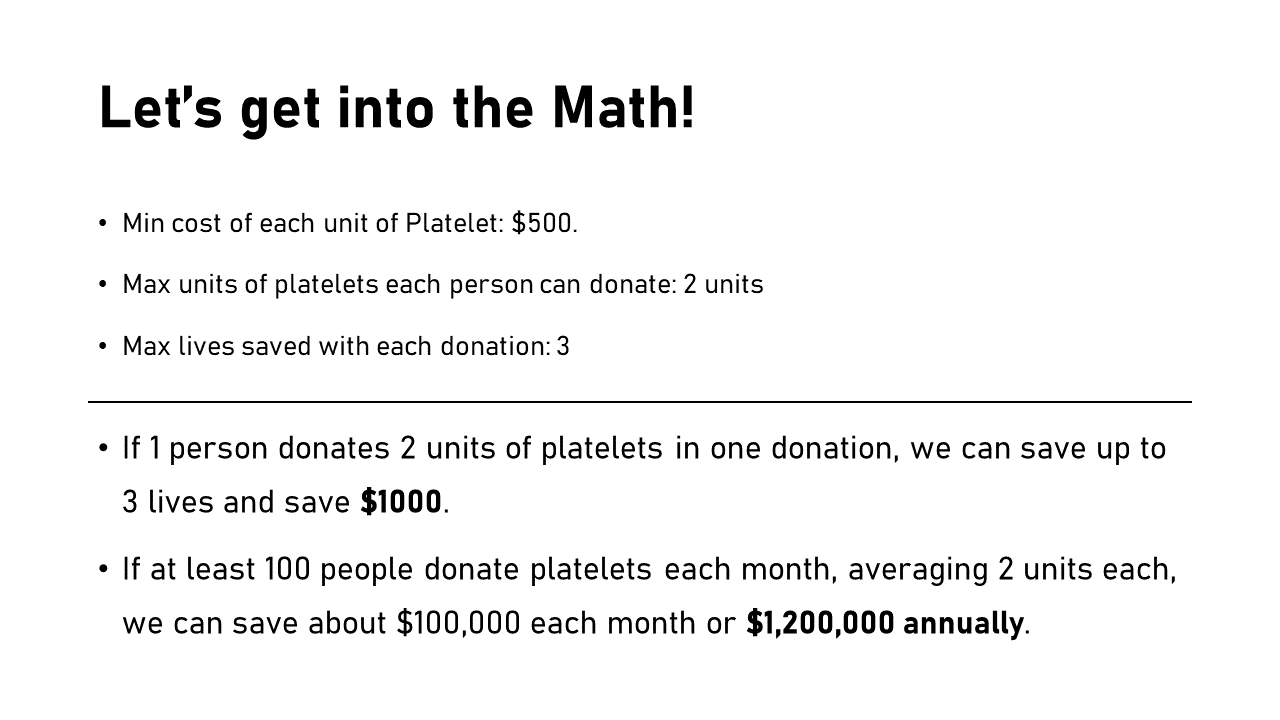 Let's get into the Math!
• Min cost of each unit of Platelet: $500.
• Max units of platelets each person can donate: 2 units
• Max lives saved with each donation: 3
• If 1 person donates 2 units of platelets in one donation, we can save up to
3 lives and save $1000.
• If at least 100 people donate platelets each month, averaging 2 units each,
we can save about $100,000 each month or $1,200,000 annually.